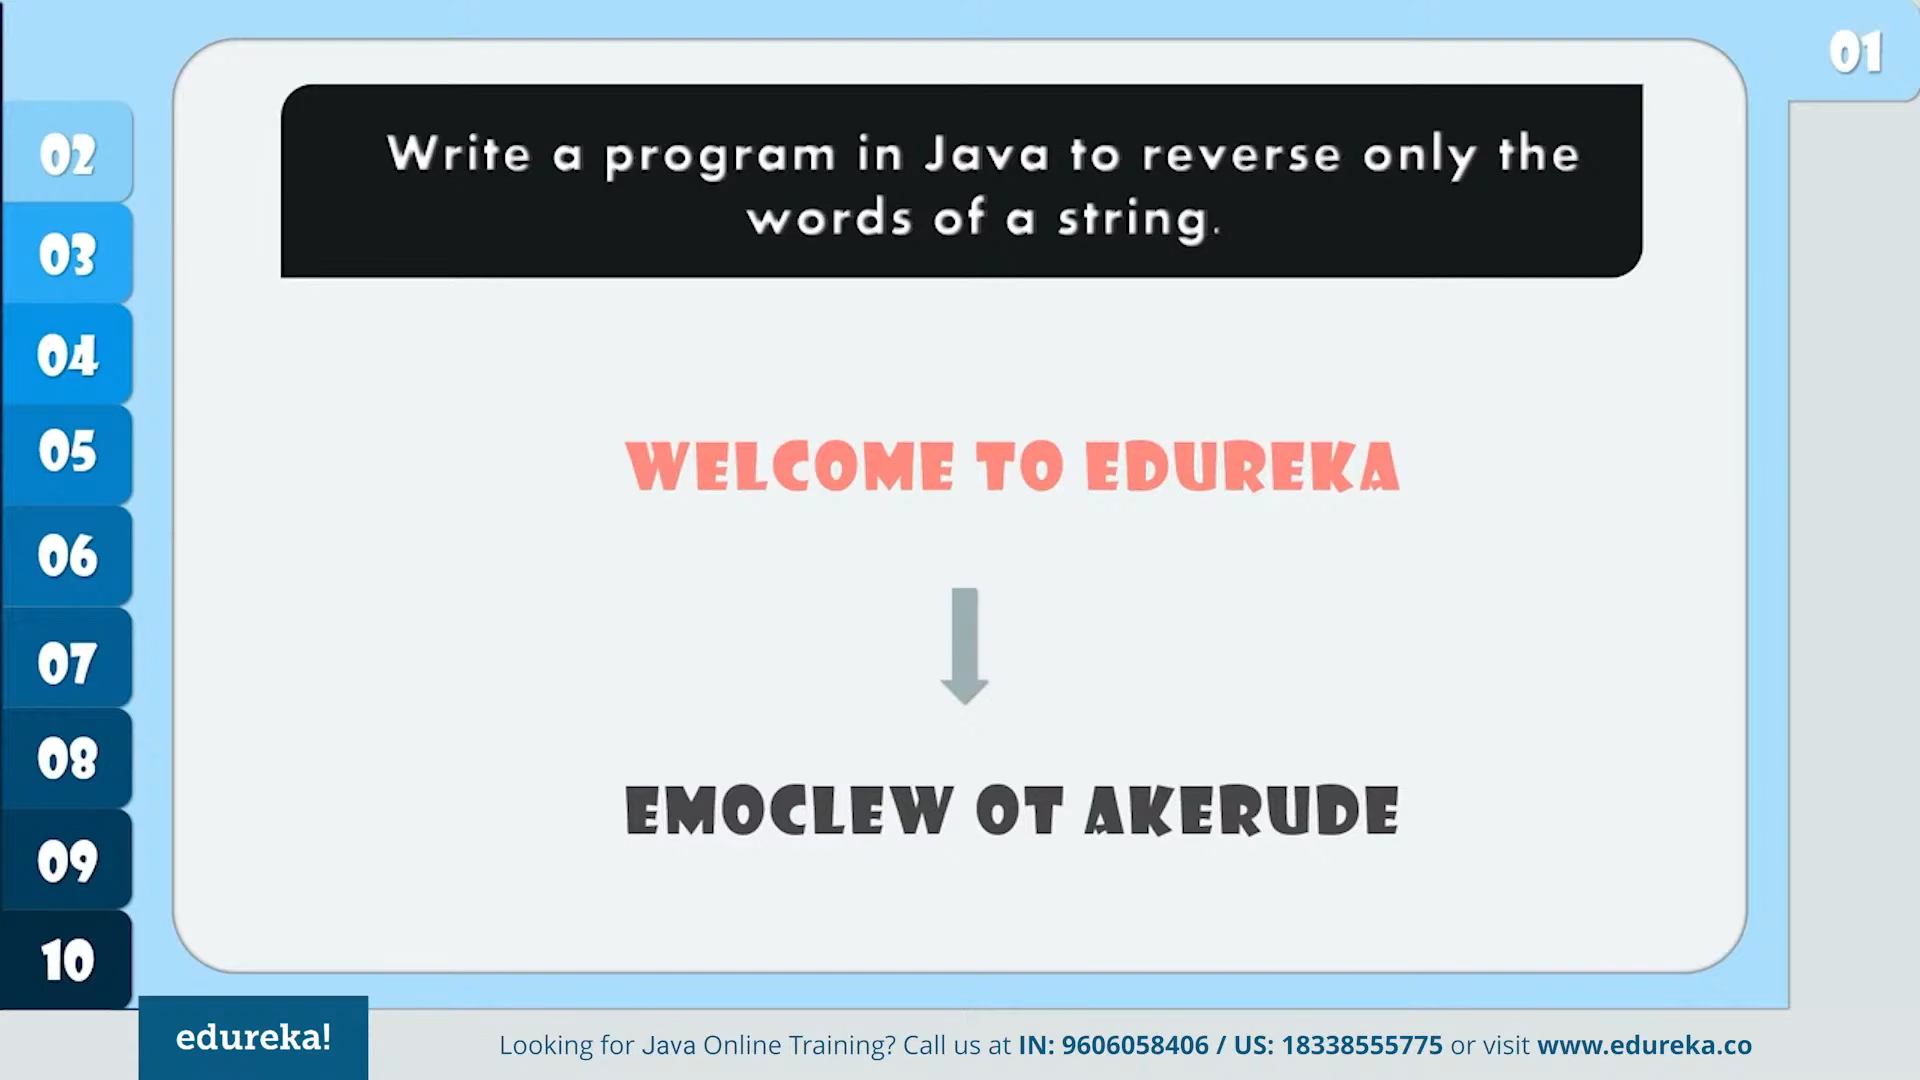 01
02
03
04
05
06
07
08
09
10
Write a program in Java to reverse only the
words of a string.
WELCOME TO EDUREKA
EMOCLEW OT AKERUDE
edureka!
Looking for Java Online Training? Call us at IN: 9606058406 / US: 18338555775 or visit www.edureka.co